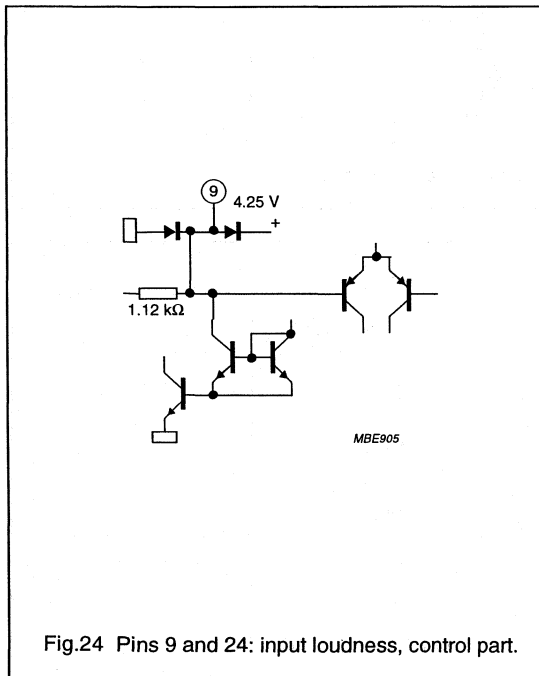 9
4.25 V
+
1.12 kΩ
MBE905
Fig.24 Pins 9 and 24: input loudness, control part.